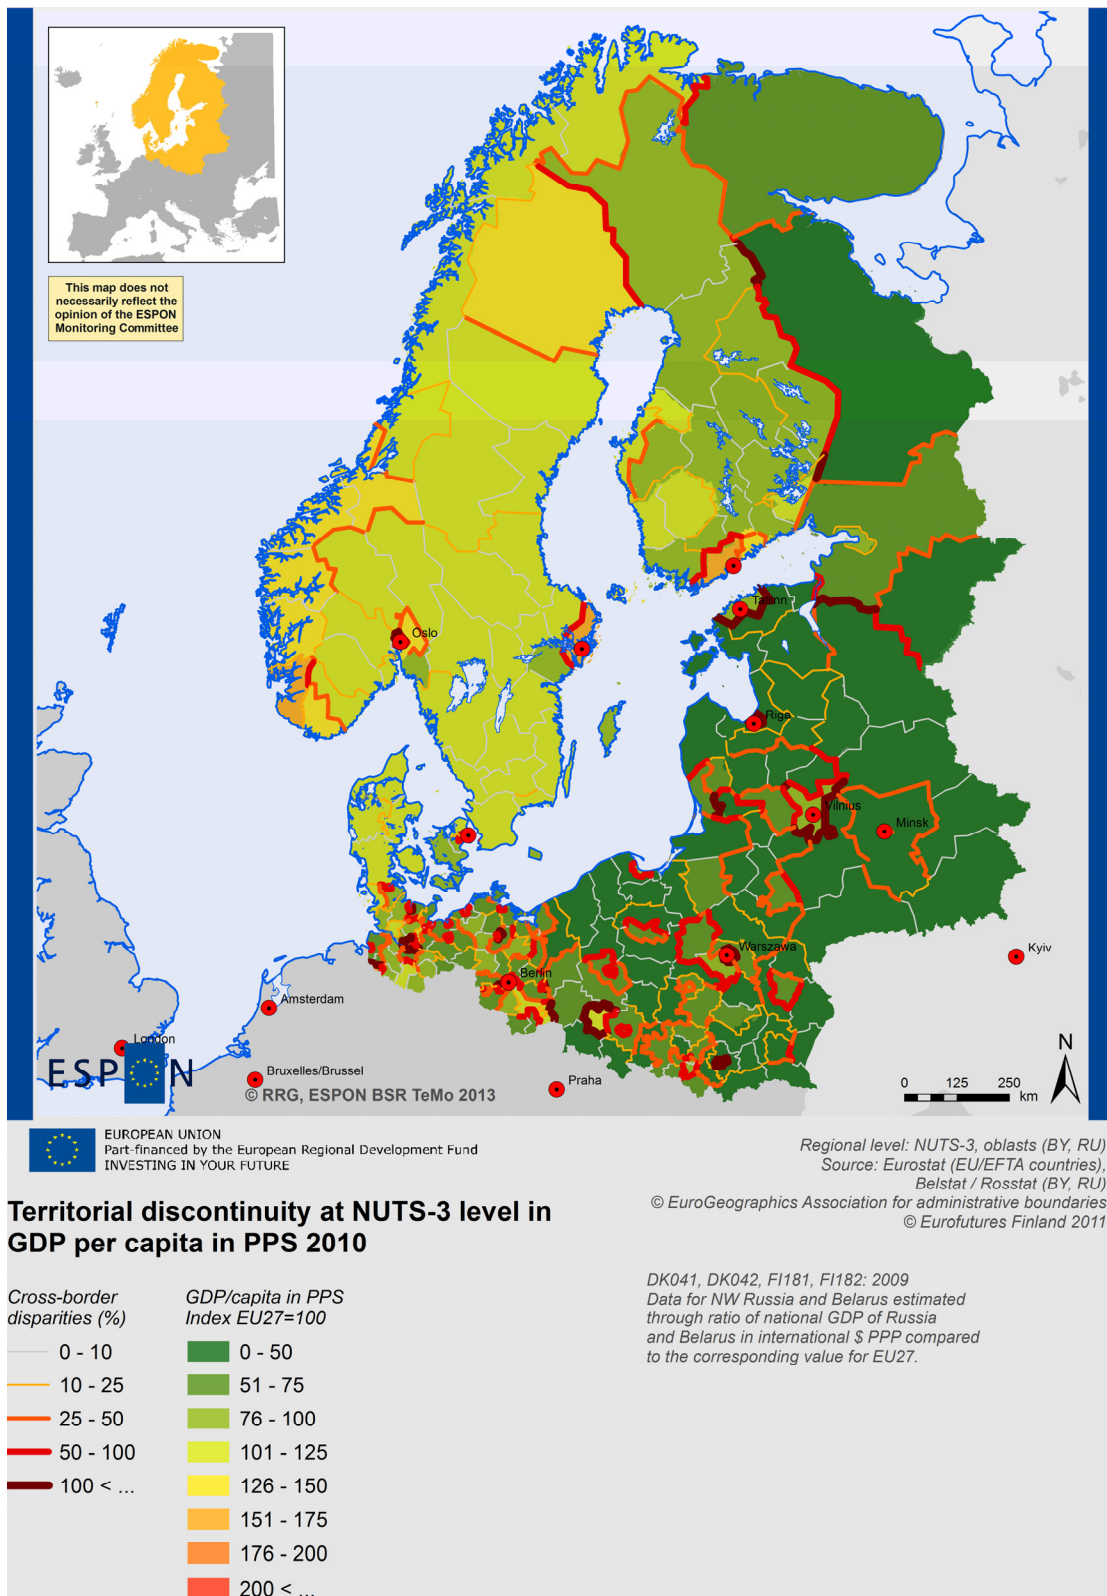 This map does not
necessarily reflect the
opinion of the ESPON
Monitoring Committee
Oslo
Tallinn
Riga
Vilnius
Minsk
Warszawa
Kyiv
Berlin
Amsterdam
London
Bruxelles/Brussel
Praha
ESPON
© RRG, ESPON BSR TeMo 2013
N
0 125 250
km
EUROPEAN UNION
Part-financed by the European Regional Development Fund
INVESTING IN YOUR FUTURE
Regional level: NUTS-3, oblasts (BY, RU)
Source: Eurostat (EU/EFTA countries),
Belstat / Rosstat (BY, RU)
© EuroGeographics Association for administrative boundaries
© Eurofutures Finland 2011
Territorial discontinuity at NUTS-3 level in
GDP per capita in PPS 2010
DK041, DK042, FI181, FI182: 2009
Data for NW Russia and Belarus estimated
through ratio of national GDP of Russia
and Belarus in international $ PPP compared
to the corresponding value for EU27.
Cross-border
disparities (%)
0 - 10
10 - 25
25 - 50
50 - 100
100 < ...
GDP/capita in PPS
Index EU27=100
0 - 50
51 - 75
76 - 100
101 - 125
126 - 150
151 - 175
176 - 200
200 < ...